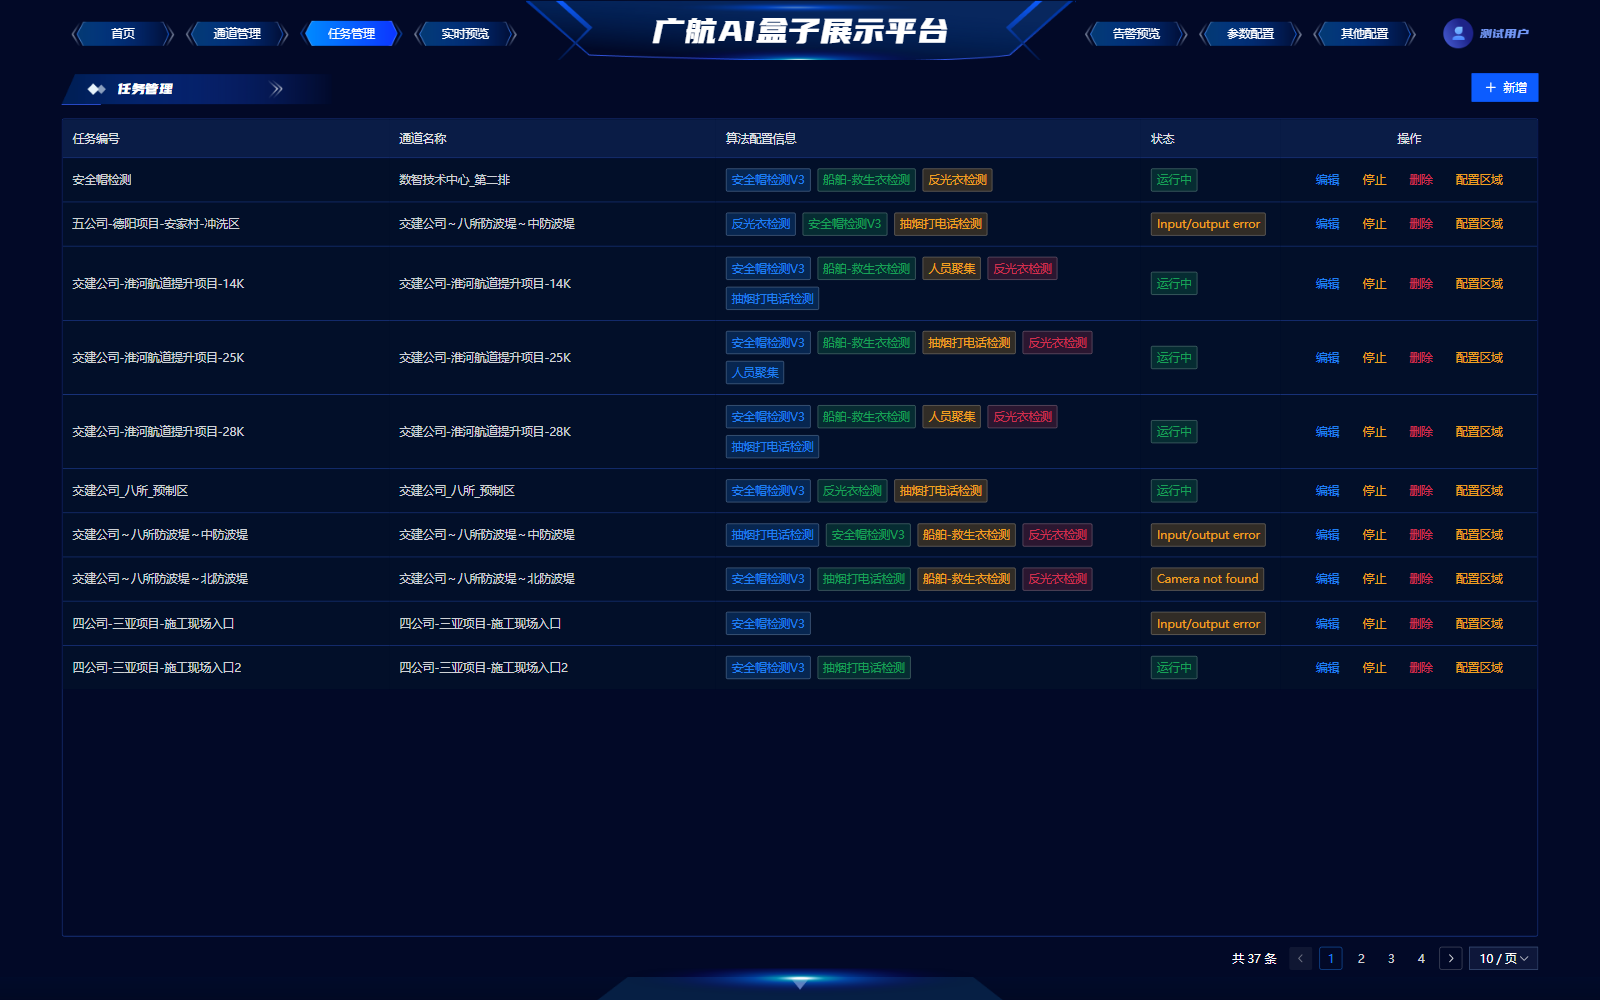 首页 通道管理 任务管理 实时预览 广航AI盒子展示平台 告警预览 参数配置 其他配置 测试用户
任务管理 新增
任务编号 通道名称 算法配置信息 状态 操作
安全帽检测 数智技术中心_第二排 安全帽检测V3 船舶-救生衣检测 反光衣检测 运行中 编辑 停止 删除 配置区域
五公司-德阳项目-安家村-冲洗区 交建公司～八所防波堤～中防波堤 反光衣检测 安全帽检测V3 抽烟打电话检测 Input/output error 编辑 停止 删除 配置区域
交建公司-淮河航道提升项目-14K 交建公司-淮河航道提升项目-14K 安全帽检测V3 船舶-救生衣检测 人员聚集 反光衣检测 运行中 编辑 停止 删除 配置区域
抽烟打电话检测
交建公司-淮河航道提升项目-25K 交建公司-淮河航道提升项目-25K 安全帽检测V3 船舶-救生衣检测 抽烟打电话检测 反光衣检测 运行中 编辑 停止 删除 配置区域
人员聚集
交建公司-淮河航道提升项目-28K 交建公司-淮河航道提升项目-28K 安全帽检测V3 船舶-救生衣检测 人员聚集 反光衣检测 运行中 编辑 停止 删除 配置区域
抽烟打电话检测
交建公司_八所_预制区 交建公司_八所_预制区 安全帽检测V3 反光衣检测 抽烟打电话检测 运行中 编辑 停止 删除 配置区域
交建公司～八所防波堤～中防波堤 交建公司～八所防波堤～中防波堤 抽烟打电话检测 安全帽检测V3 船舶-救生衣检测 反光衣检测 Input/output error 编辑 停止 删除 配置区域
交建公司～八所防波堤～北防波堤 交建公司～八所防波堤～北防波堤 安全帽检测V3 抽烟打电话检测 船舶-救生衣检测 反光衣检测 Camera not found 编辑 停止 删除 配置区域
四公司-三亚项目-施工现场入口 四公司-三亚项目-施工现场入口 安全帽检测V3 Input/output error 编辑 停止 删除 配置区域
四公司-三亚项目-施工现场入口2 四公司-三亚项目-施工现场入口2 安全帽检测V3 抽烟打电话检测 运行中 编辑 停止 删除 配置区域
共 37 条 1 2 3 4 10 / 页